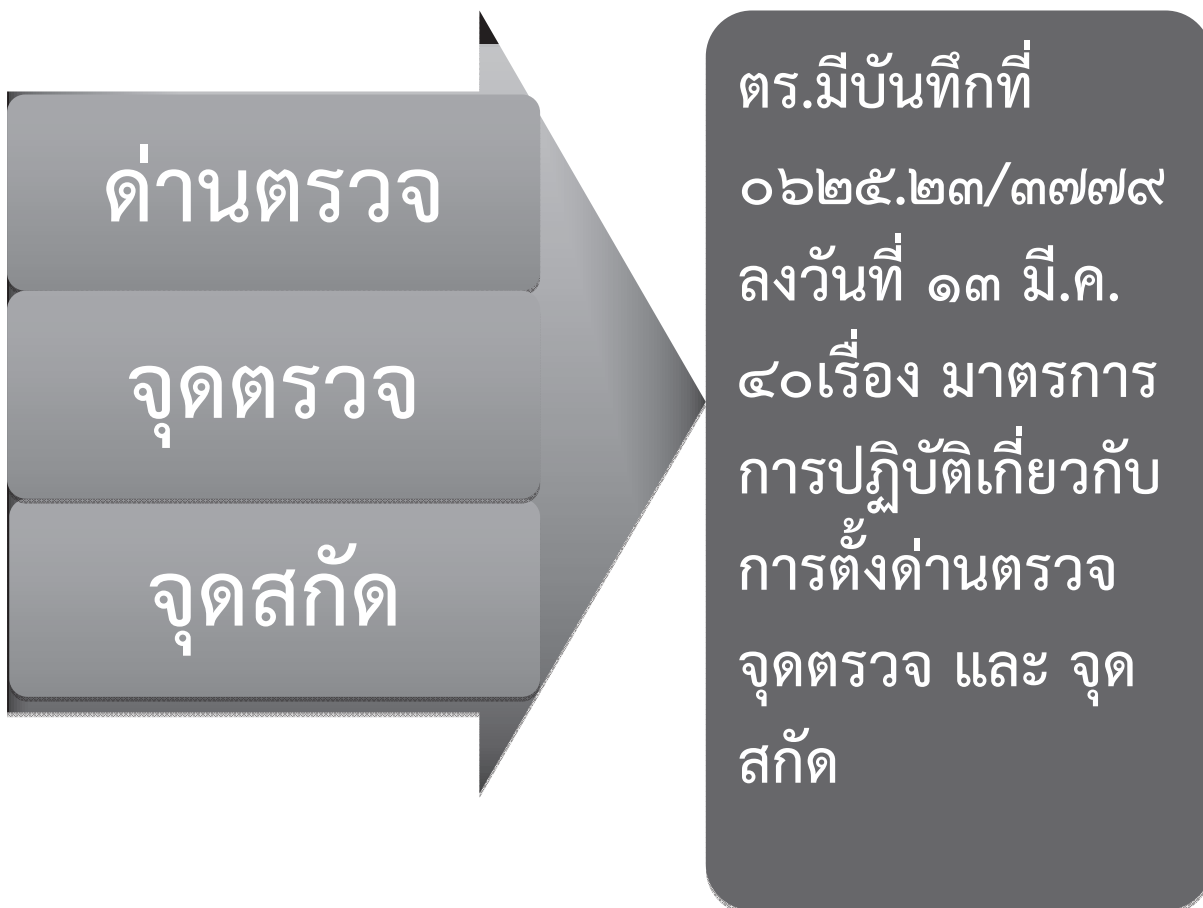 ด่านตรวจ
จุดตรวจ
จุดสกัด
ตร.มีบันทึกที่
๐๖๒๕.๒๓/๓๗๗๙
ลงวันที่ ๑๓ มี.ค.
๔๐เรื่อง มาตรการ
การปฏิบัติเกี่ยวกับ
การตั้งด่านตรวจ
จุดตรวจ และ จุด
สกัด